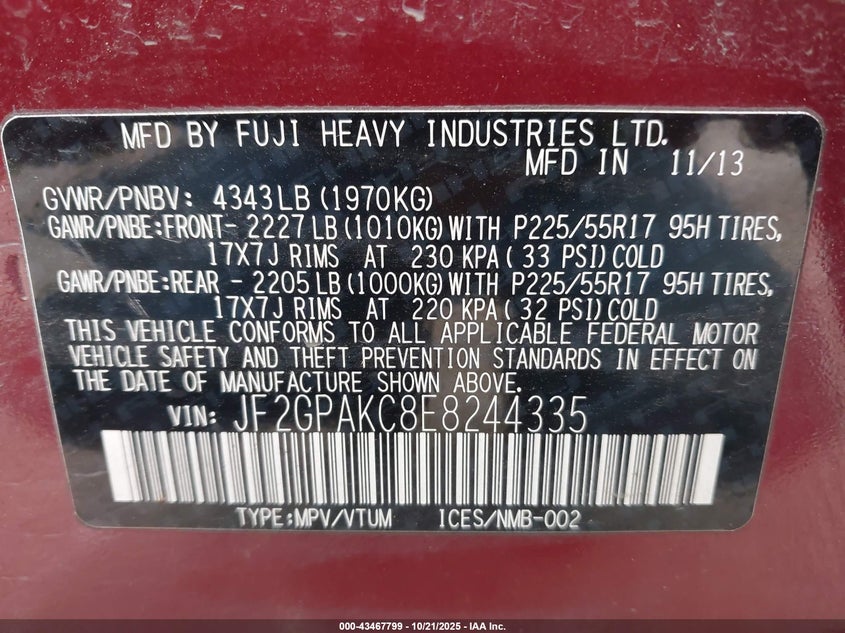 MFD BY FUJI HEAVY INDUSTRIES LTD.
MFD IN 11/13
GVWR/PNBV: 4343LB (1970KG)
GAWR/PNBE:FRONT- 2227 LB (1010KG) WITH P225/55R17 95H TIRES,
17X7J RIMS AT 230 KPA ( 33 PSI) COLD
GAWR/PNBE:REAR - 2205 LB (1000KG) WITH P225/55R17 95H TIRES,
17X7J RIMS AT 220 KPA ( 32 PSI) COLD
THIS VEHICLE CONFORMS TO ALL APPLICABLE FEDERAL MOTOR
VEHICLE SAFETY AND THEFT PREVENTION STANDARDS IN EFFECT ON
THE DATE OF MANUFACTURE SHOWN ABOVE.
VIN: JF2GPAKC8E8244335
TYPE:MPV/VTUM ICES/NMB-002
000-43467799 - 10/21/2025 - IAA Inc.